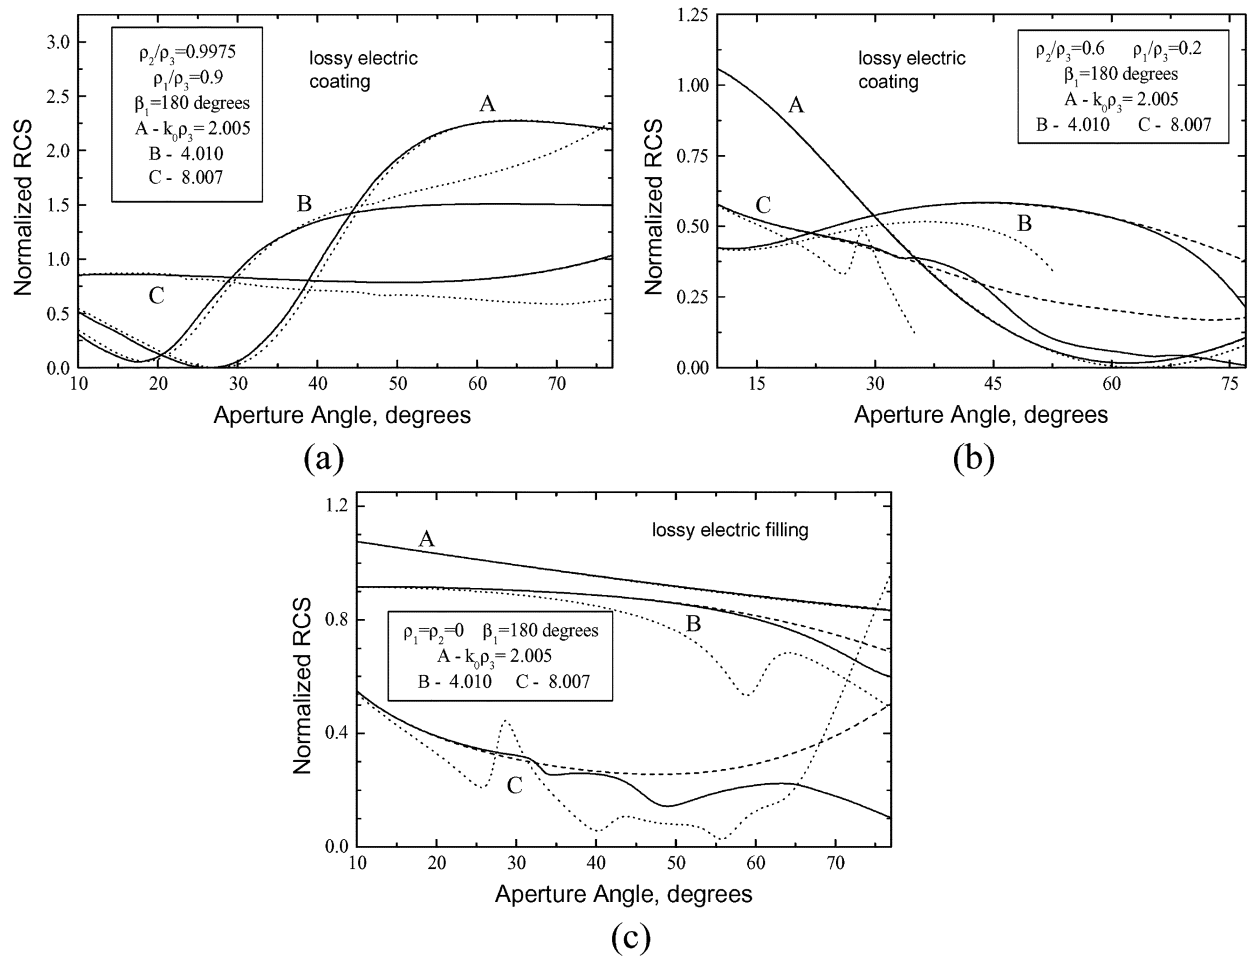 3.0
2.5
2.0
1.5
1.0
0.5
0.0
Normalized RCS
ρ₂/ρ₃=0.9975
ρ₁/ρ₃=0.9
β₁=180 degrees
A - k₀ρ₃= 2.005
B - 4.010
C - 8.007
lossy electric
coating
A
B
C
10 20 30 40 50 60 70
Aperture Angle, degrees
(a)
1.25
1.00
0.75
0.50
0.25
0.00
Normalized RCS
lossy electric
coating
ρ₂/ρ₃=0.6 ρ₁/ρ₃=0.2
β₁=180 degrees
A - k₀ρ₃= 2.005
B - 4.010 C - 8.007
A
C
B
15 30 45 60 75
Aperture Angle, degrees
(b)
1.2
0.8
0.4
0.0
Normalized RCS
lossy electric filling
A
ρ₁=ρ₂=0 β₁=180 degrees
A - k₀ρ₃= 2.005
B - 4.010 C - 8.007
B
C
10 20 30 40 50 60 70
Aperture Angle, degrees
(c)